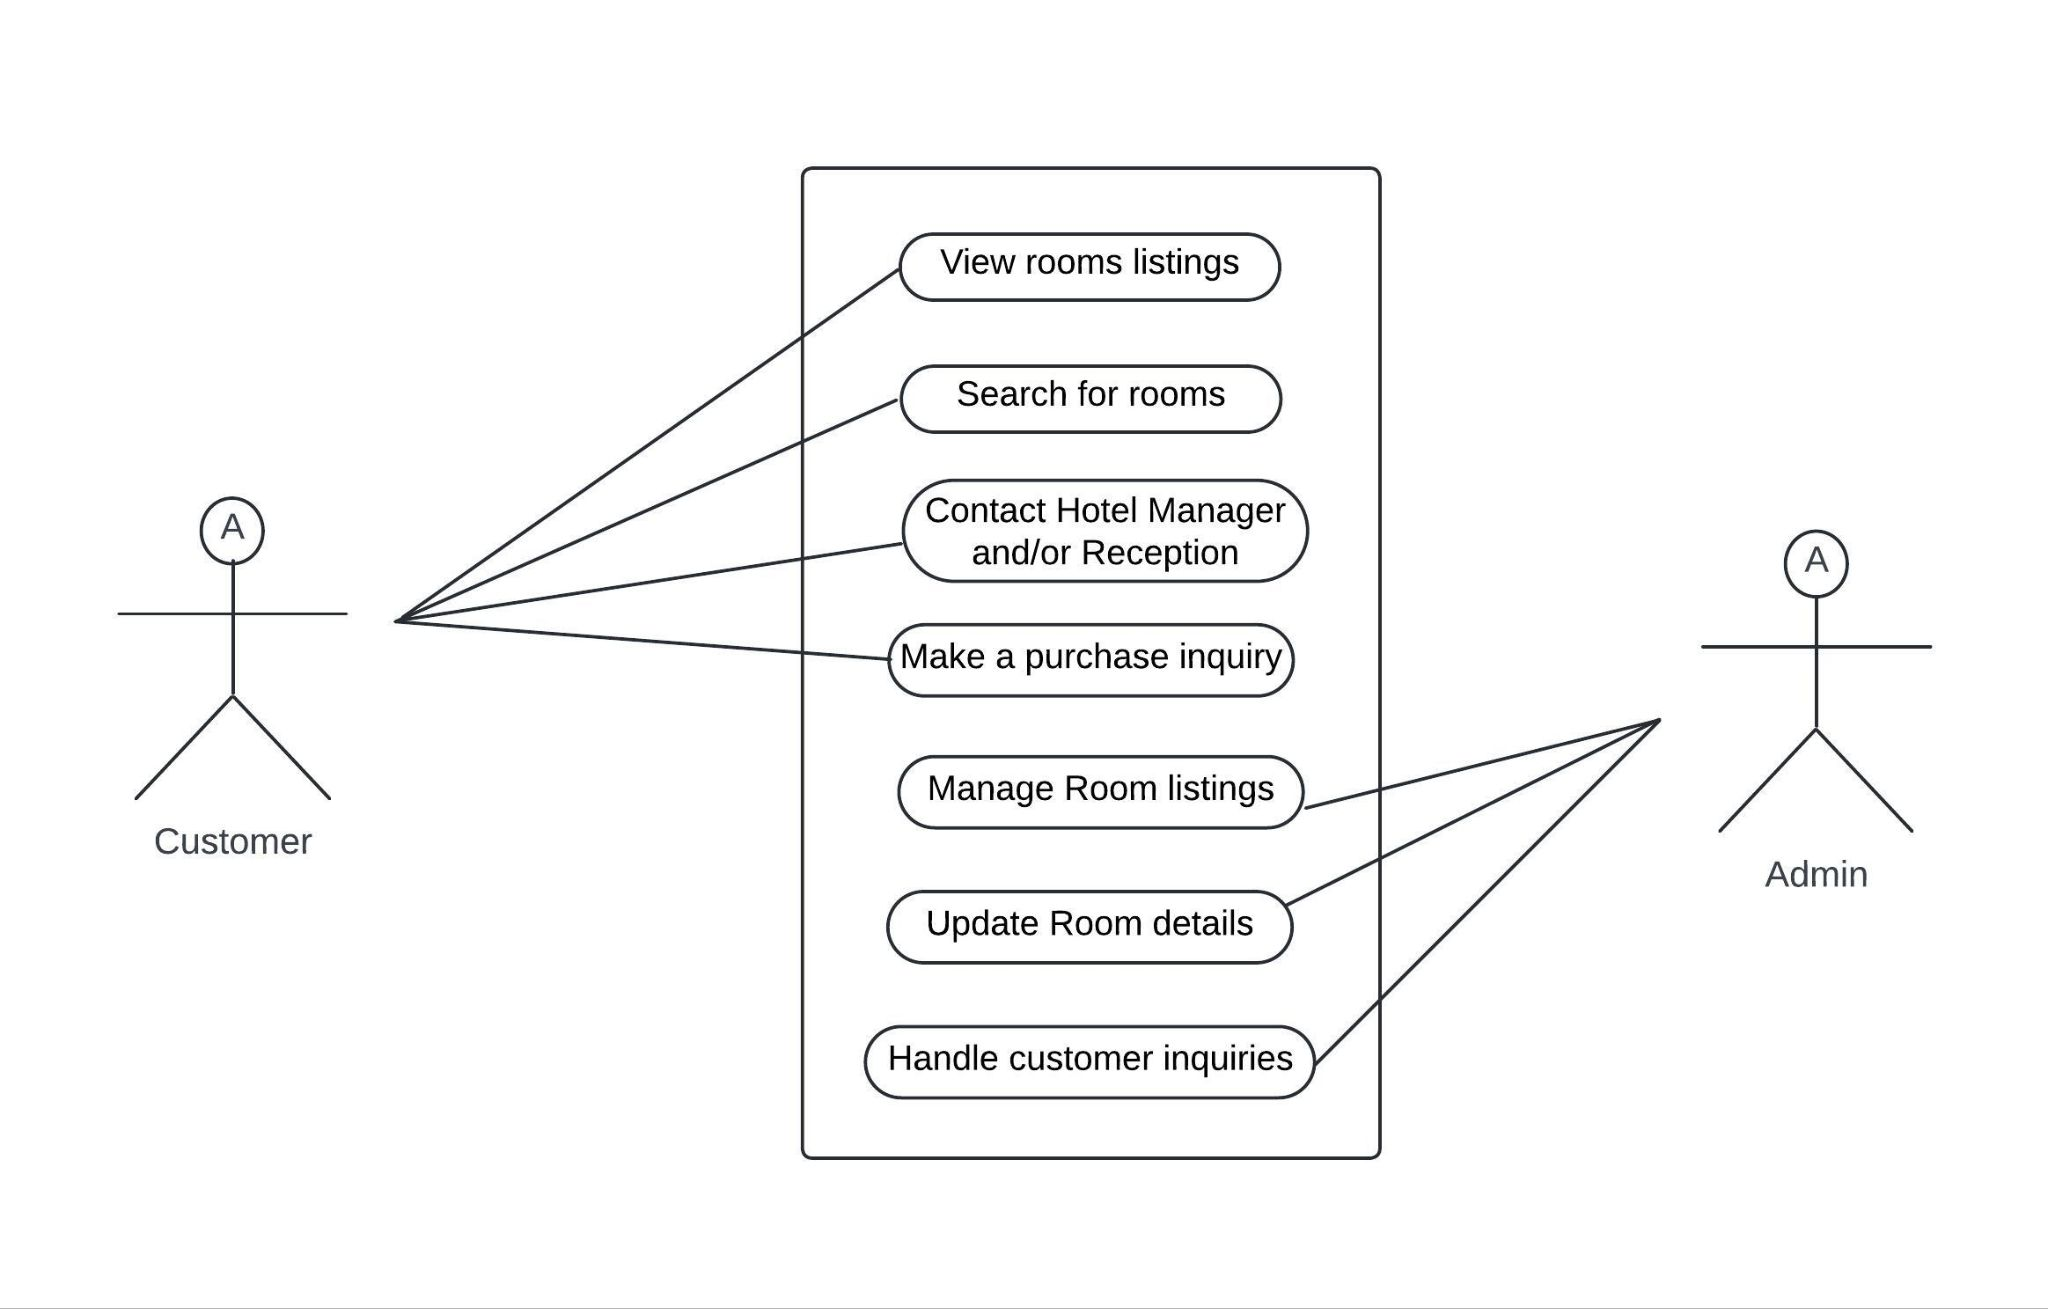 View rooms listings
Search for rooms
A
Contact Hotel Manager
and/or Reception
A
Make a purchase inquiry
Manage Room listings
Customer
Admin
Update Room details
Handle customer inquiries